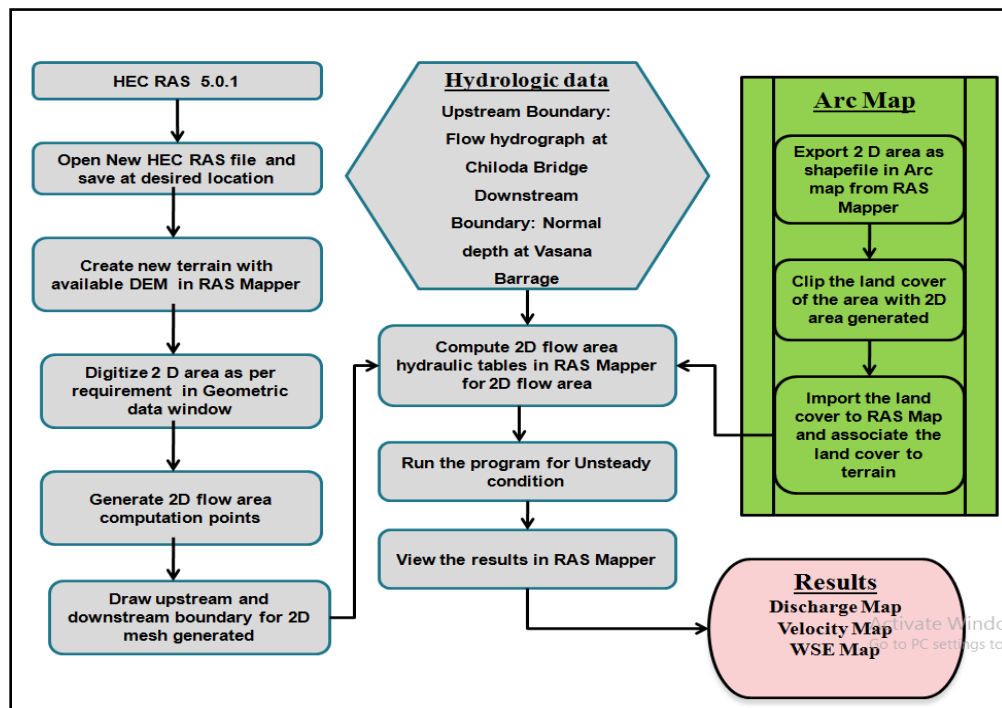 HEC RAS 5.0.1
Open New HEC RAS file and
save at desired location
Create new terrain with
available DEM in RAS Mapper
Digitize 2 D area as per
requirement in Geometric
data window
Generate 2D flow area
computation points
Draw upstream and
downstream boundary for 2D
mesh generated
Hydrologic data
Upstream Boundary:
Flow hydrograph at
Chiloda Bridge
Downstream
Boundary: Normal
depth at Vasana
Barrage
Compute 2D flow area
hydraulic tables in RAS Mapper
for 2D flow area
Run the program for Unsteady
condition
View the results in RAS Mapper
Arc Map
Export 2 D area as
shapefile in Arc
map from RAS
Mapper
Clip the land cover
of the area with 2D
area generated
Import the land
cover to RAS Map
and associate the
land cover to
terrain
Results
Discharge Map
Velocity Map
WSE Map
Activate Windo
Go to PC settings to